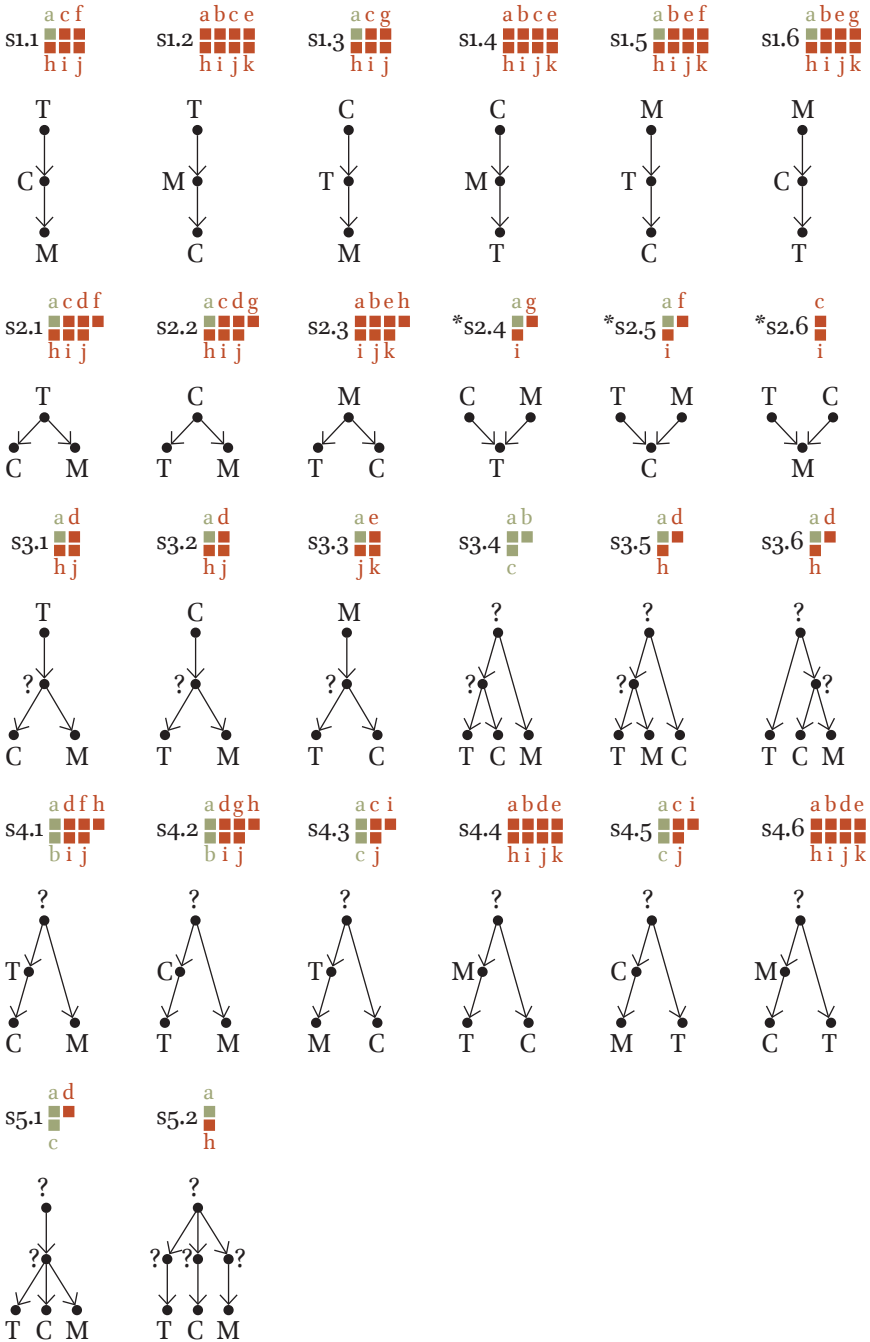 a c f a b c e a c g a b c e a b e f a b e g
s1.1 s1.2 s1.3 s1.4 s1.5 s1.6
h i j h i j k h i j h i j k h i j k h i j k
T T C C M M
C M T M T C
M C M T C T
a c d f a c d g a b e h a g a f c
s2.1 s2.2 s2.3 *s2.4 *s2.5 *s2.6
h i j h i j i j k i i i
T C M C M T M T C
C M T M T C T C M
a d a d a e a b a d a d
s3.1 s3.2 s3.3 s3.4 s3.5 s3.6
h j h j j k c h h
T C M ? ? ?
? ? ? ? ? ?
C M T M T C T C M T M C T C M
a d f h a d g h a c i a b d e a c i a b d e
s4.1 s4.2 s4.3 s4.4 s4.5 s4.6
b i j b i j c j h i j k c j h i j k
? ? ? ? ? ?
T C T M C M
C M T M M C T C M T C T
a d a
s5.1 s5.2
c h
? ?
? ? ? ?
T C M T C M